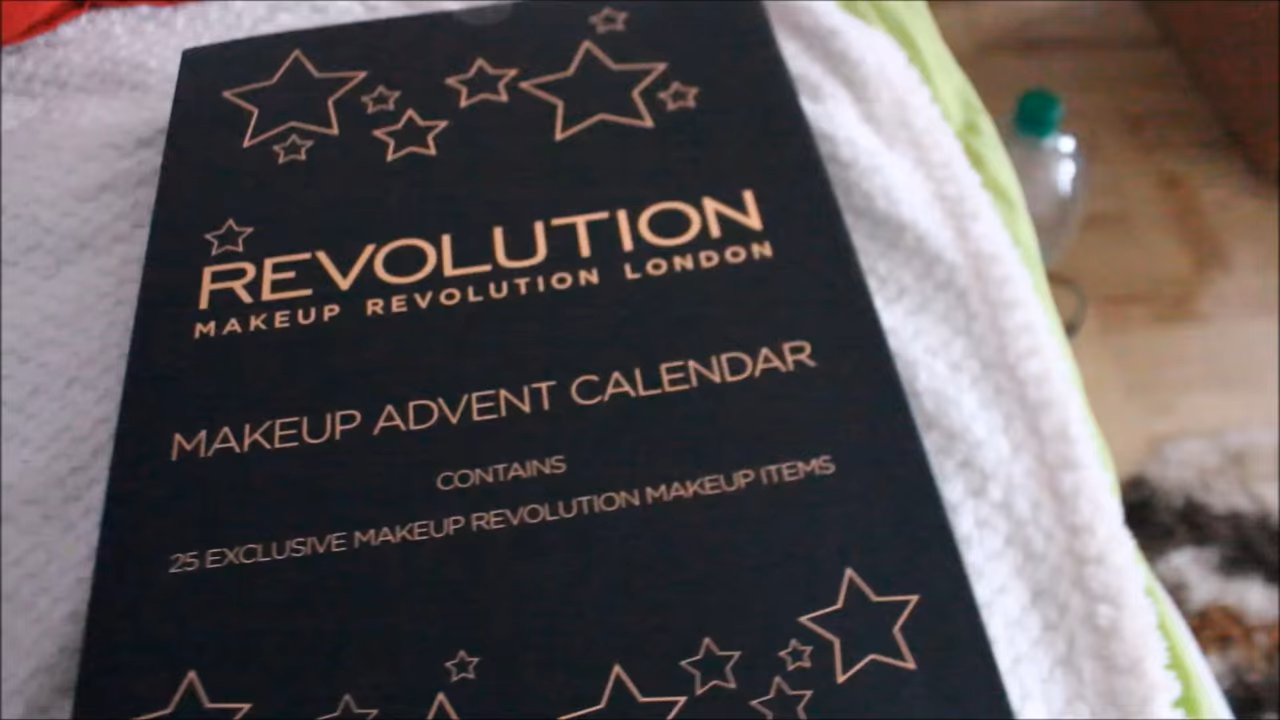 REVOLUTION
MAKEUP REVOLUTION LONDON
MAKEUP ADVENT CALENDAR
CONTAINS
25 EXCLUSIVE MAKEUP REVOLUTION MAKEUP ITEMS